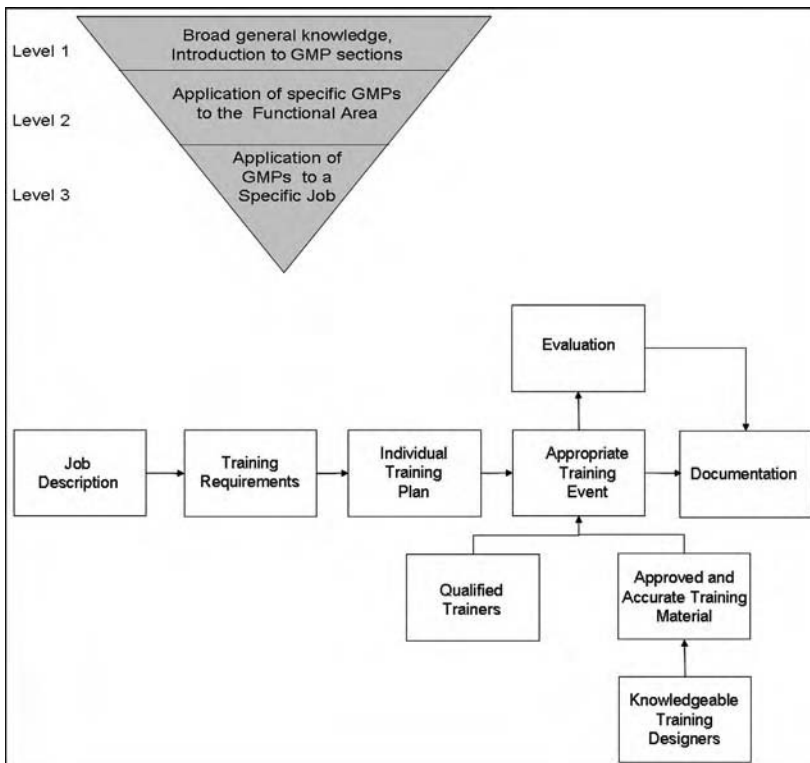 Level 1
Broad general knowledge,
Introduction to GMP sections
Level 2
Application of specific GMPs
to the Functional Area
Level 3
Application of
GMPs to a
Specific Job
Evaluation
Job
Description
Training
Requirements
Individual
Training
Plan
Appropriate
Training
Event
Documentation
Qualified
Trainers
Approved and
Accurate Training
Material
Knowledgeable
Training
Designers